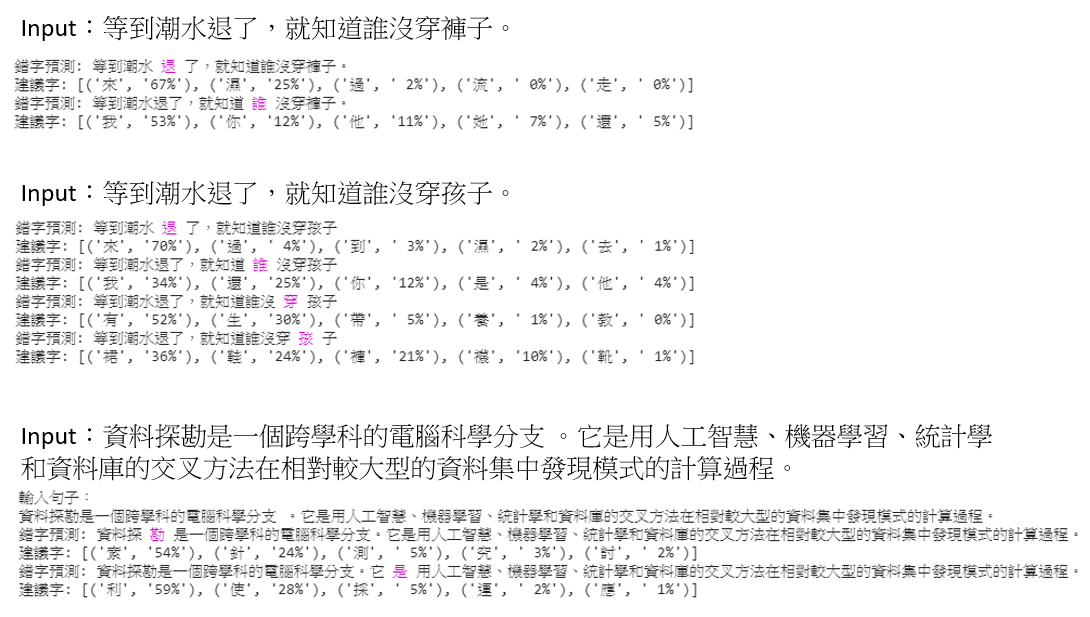 Input：等到潮水退了，就知道誰沒穿褲子。
錯字預測: 等到潮水 退 了，就知道誰沒穿褲子。
建議字: [('來', '67%'), ('濕', '25%'), ('過', ' 2%'), ('流', ' 0%'), ('走', ' 0%')]
錯字預測: 等到潮水退了，就知道 誰 沒穿褲子。
建議字: [('我', '53%'), ('你', '12%'), ('他', '11%'), ('她', ' 7%'), ('還', ' 5%')]
Input：等到潮水退了，就知道誰沒穿孩子。
錯字預測: 等到潮水 退 了，就知道誰沒穿孩子
建議字: [('來', '70%'), ('過', ' 4%'), ('到', ' 3%'), ('濕', ' 2%'), ('去', ' 1%')]
錯字預測: 等到潮水退了，就知道 誰 沒穿孩子
建議字: [('我', '34%'), ('還', '25%'), ('你', '12%'), ('是', ' 4%'), ('他', ' 4%')]
錯字預測: 等到潮水退了，就知道誰沒 穿 孩子
建議字: [('有', '52%'), ('生', '30%'), ('帶', ' 5%'), ('養', ' 1%'), ('教', ' 0%')]
錯字預測: 等到潮水退了，就知道誰沒穿 孩 子
建議字: [('裙', '36%'), ('鞋', '24%'), ('褲', '21%'), ('襪', '10%'), ('靴', ' 1%')]
Input：資料探勘是一個跨學科的電腦科學分支 。它是用人工智慧、機器學習、統計學
和資料庫的交叉方法在相對較大型的資料集中發現模式的計算過程。
輸入句子：
資料探勘是一個跨學科的電腦科學分支 。它是用人工智慧、機器學習、統計學和資料庫的交叉方法在相對較大型的資料集中發現模式的計算過程。
錯字預測: 資料探 勘 是一個跨學科的電腦科學分支。它是用人工智慧、機器學習、統計學和資料庫的交叉方法在相對較大型的資料集中發現模式的計算過程。
建議字: [('索', '54%'), ('針', '24%'), ('測', ' 5%'), ('究', ' 3%'), ('討', ' 2%')]
錯字預測: 資料探勘是一個跨學科的電腦科學分支。它 是 用人工智慧、機器學習、統計學和資料庫的交叉方法在相對較大型的資料集中發現模式的計算過程。
建議字: [('利', '59%'), ('使', '28%'), ('採', ' 5%'), ('運', ' 2%'), ('應', ' 1%')]